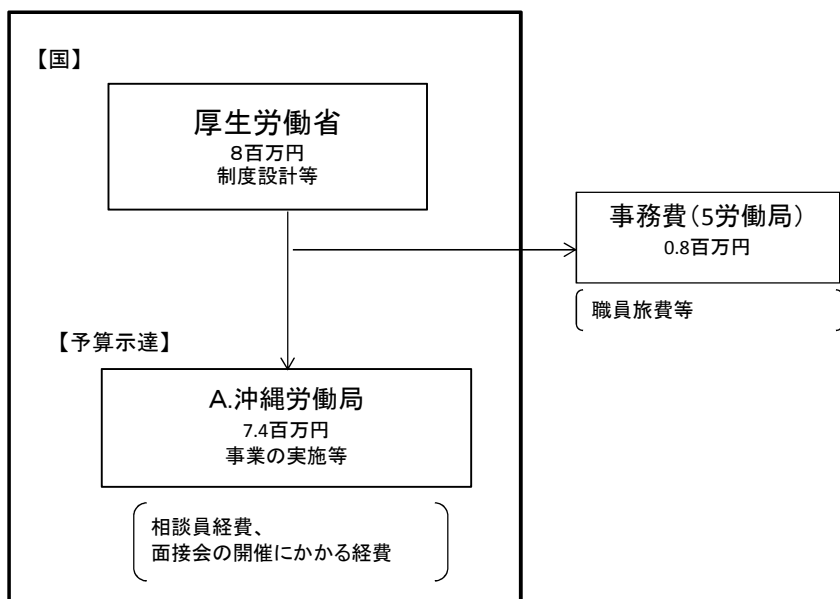 【国】
厚生労働省
8百万円
制度設計等
事務費(5労働局)
0.8百万円
職員旅費等
【予算示達】
A.沖縄労働局
7.4百万円
事業の実施等
相談員経費、
面接会の開催にかかる経費